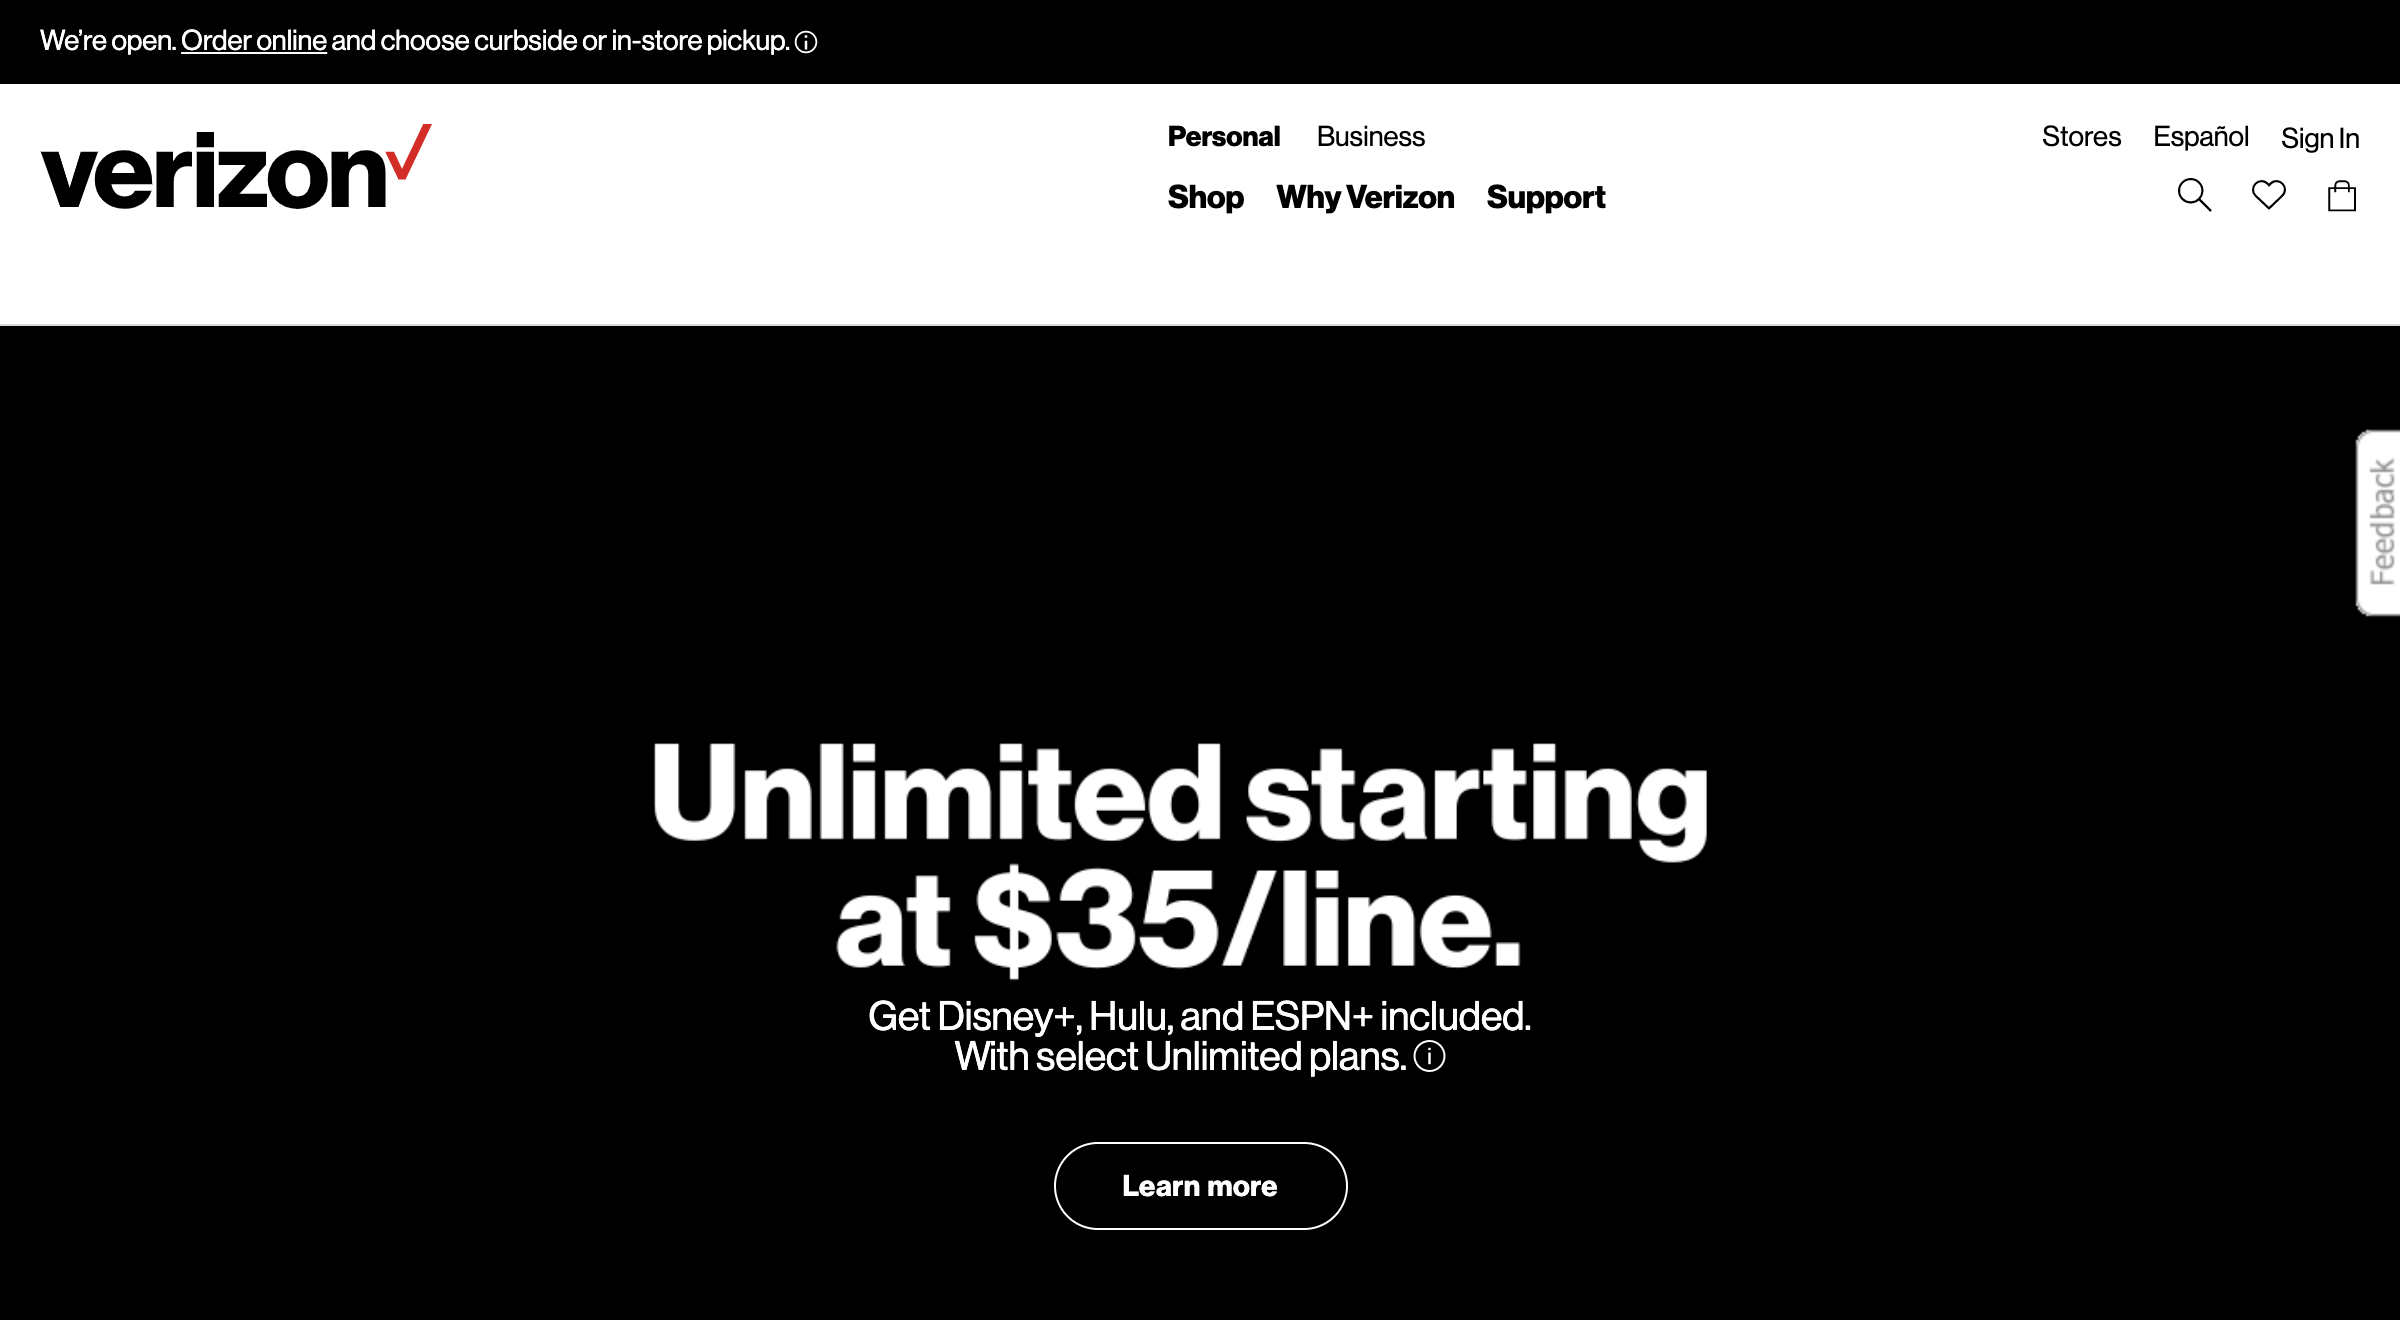 We're open. Order online and choose curbside or in-store pickup.
verizon
Personal Business
Stores Español Sign In
Shop Why Verizon Support
Feedback
Unlimited starting
at $35/line.
Get Disney+, Hulu, and ESPN+ included.
With select Unlimited plans.
Learn more